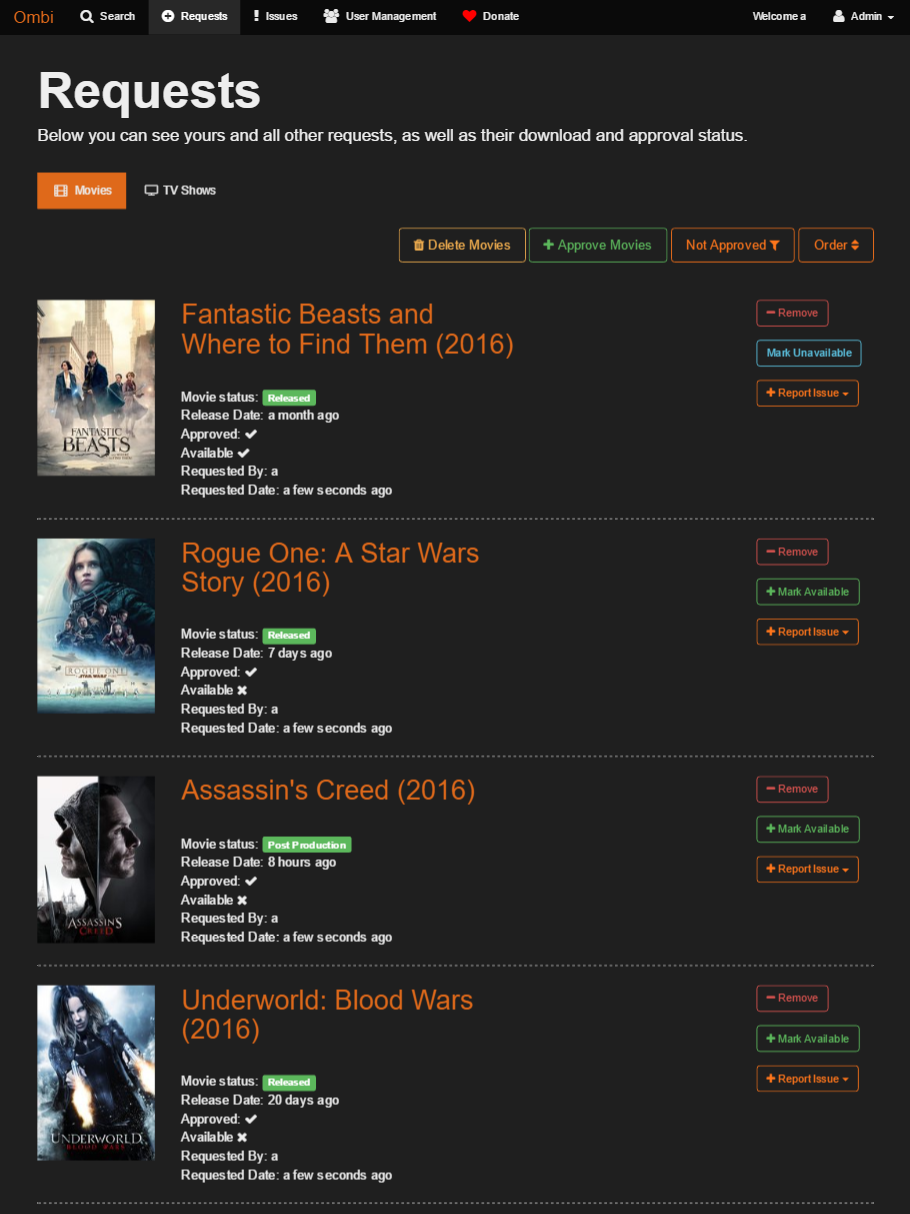 Ombi Search Requests Issues User Management Donate Welcome a Admin
Requests
Below you can see yours and all other requests, as well as their download and approval status.
Movies TV Shows
Delete Movies Approve Movies Not Approved Order
Fantastic Beasts and
Where to Find Them (2016)
Remove
Mark Unavailable
Report Issue
Movie status: Released
Release Date: a month ago
Approved:
Available
Requested By: a
Requested Date: a few seconds ago
FANTASTIC
BEASTS
Rogue One: A Star Wars
Story (2016)
Remove
Mark Available
Report Issue
Movie status: Released
Release Date: 7 days ago
Approved:
Available
Requested By: a
Requested Date: a few seconds ago
ROGUE ONE
STAR WARS
Assassin's Creed (2016)
Remove
Mark Available
Report Issue
Movie status: Post Production
Release Date: 8 hours ago
Approved:
Available
Requested By: a
Requested Date: a few seconds ago
ASSASSIN'S
CREED
Underworld: Blood Wars
(2016)
Remove
Mark Available
Report Issue
Movie status: Released
Release Date: 20 days ago
Approved:
Available
Requested By: a
Requested Date: a few seconds ago
UNDERWORLD
BLOOD WARS